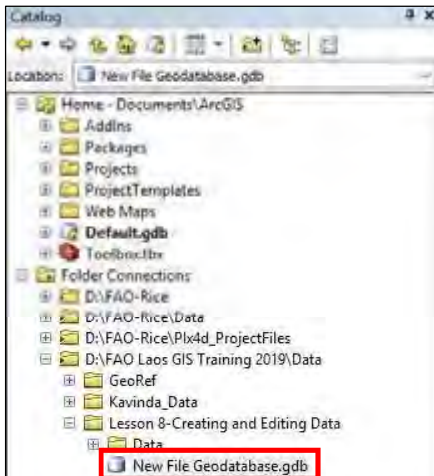 Catalog
Location: New File Geodatabase.gdb
Home - Documents\ArcGIS
AddIns
Packages
Projects
ProjectTemplates
Web Maps
Default.gdb
Toolbox.tbx
Folder Connections
D:\FAO-Rice
D:\FAO-Rice\Data
D:\FAO-Rice\Pix4d_ProjectFiles
D:\FAO Laos GIS Training 2019\Data
GeoRef
Kavinda_Data
Lesson 8-Creating and Editing Data
Data
New File Geodatabase.gdb